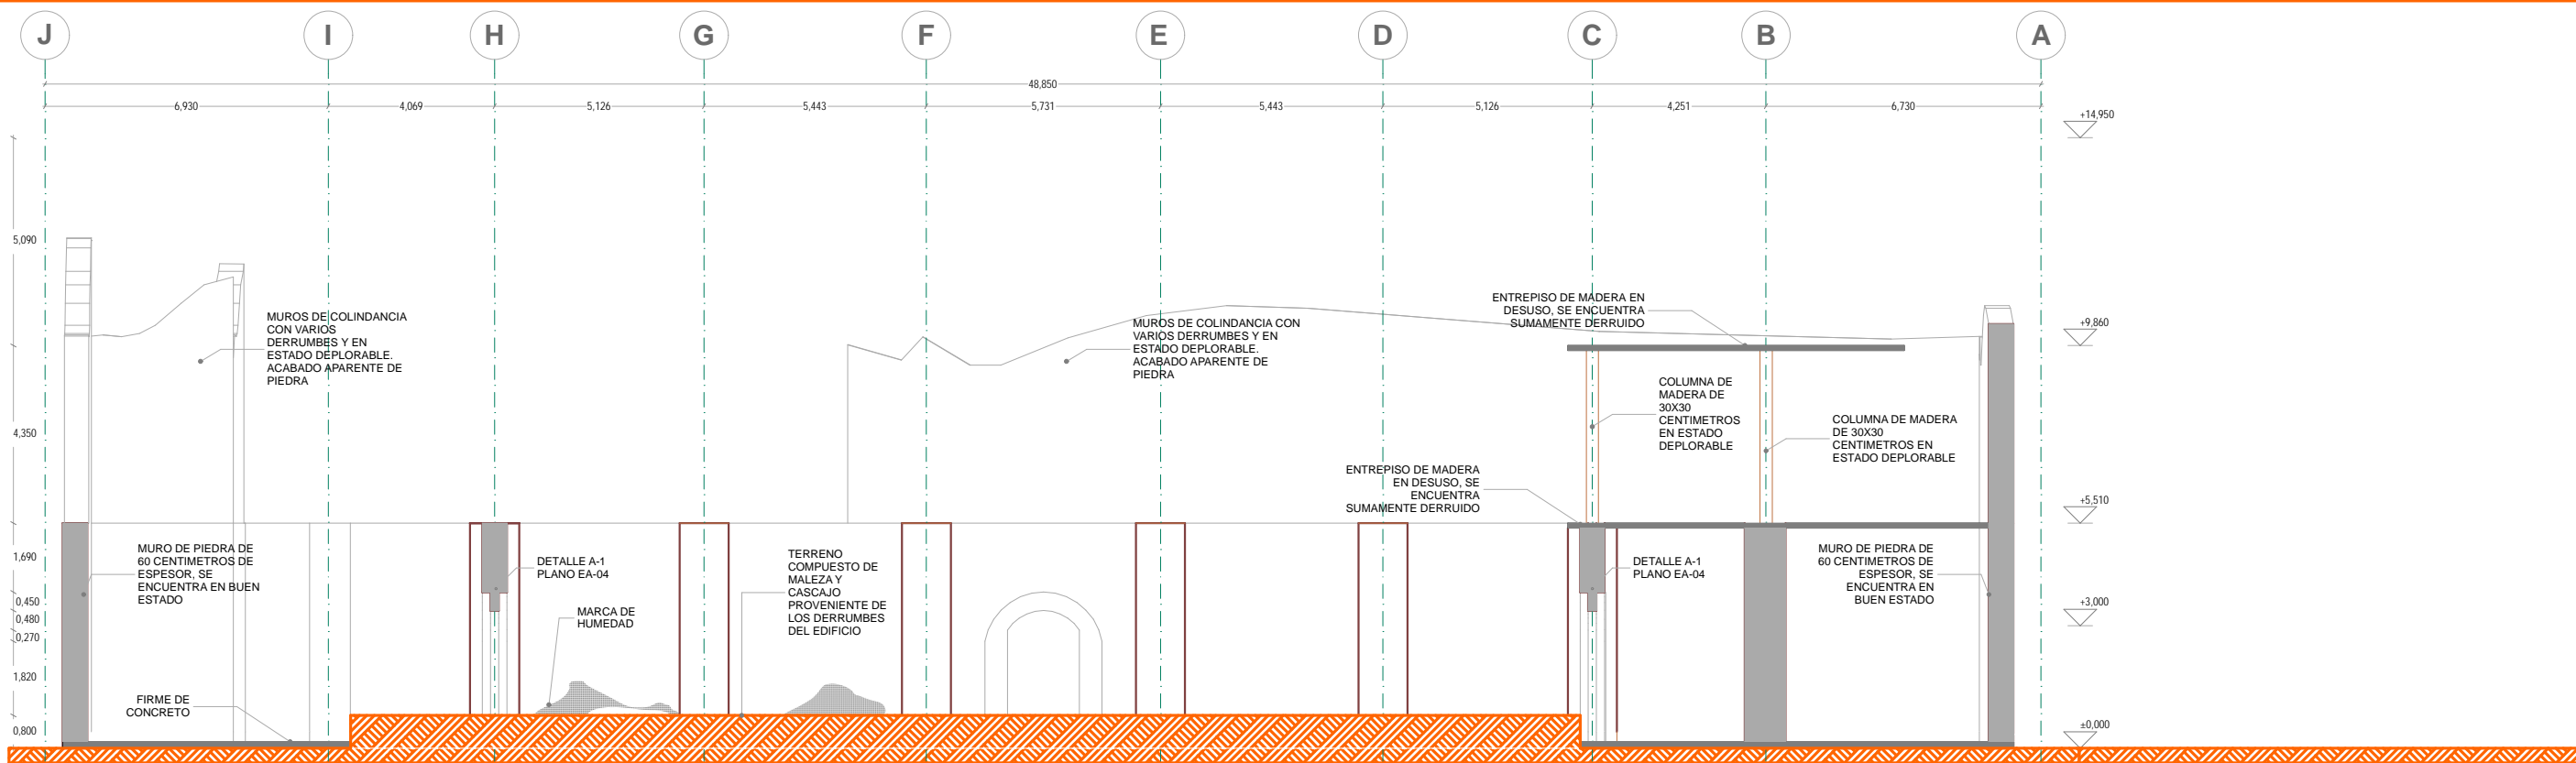 J
I
H
G
F
E
D
C
B
A
48,850
6,930
4,069
5,126
5,443
5,731
5,443
5,126
4,251
6,730
+14,950
5,090
4,350
1,690
0,450
0,480
0,270
1,820
0,800
MUROS DE COLINDANCIA
CON VARIOS
DERRUMBES Y EN
ESTADO DEPLORABLE.
ACABADO APARENTE DE
PIEDRA
MUROS DE COLINDANCIA CON
VARIOS DERRUMBES Y EN
ESTADO DEPLORABLE.
ACABADO APARENTE DE
PIEDRA
ENTREPISO DE MADERA EN
DESUSO, SE ENCUENTRA
SUMAMENTE DERRUIDO
+9,860
COLUMNA DE
MADERA DE
30X30
CENTIMETROS
EN ESTADO
DEPLORABLE
COLUMNA DE MADERA
DE 30X30
CENTIMETROS EN
ESTADO DEPLORABLE
ENTREPISO DE MADERA
EN DESUSO, SE
ENCUENTRA
SUMAMENTE DERRUIDO
+5,510
MURO DE PIEDRA DE
60 CENTIMETROS DE
ESPESOR, SE
ENCUENTRA EN BUEN
ESTADO
DETALLE A-1
PLANO EA-04
MARCA DE
HUMEDAD
TERRENO
COMPUESTO DE
MALEZA Y
CASCAJO
PROVENIENTE DE
LOS DERRUMBES
DEL EDIFICIO
DETALLE A-1
PLANO EA-04
MURO DE PIEDRA DE
60 CENTIMETROS DE
ESPESOR, SE
ENCUENTRA EN
BUEN ESTADO
+3,000
FIRME DE
CONCRETO
±0,000